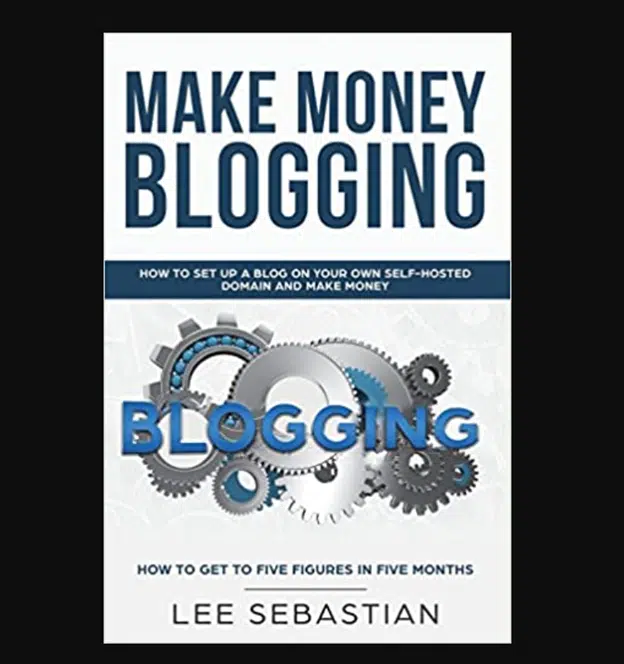 MAKE MONEY
BLOGGING
HOW TO SET UP A BLOG ON YOUR OWN SELF-HOSTED
DOMAIN AND MAKE MONEY
BLOGGING
HOW TO GET TO FIVE FIGURES IN FIVE MONTHS
LEE SEBASTIAN